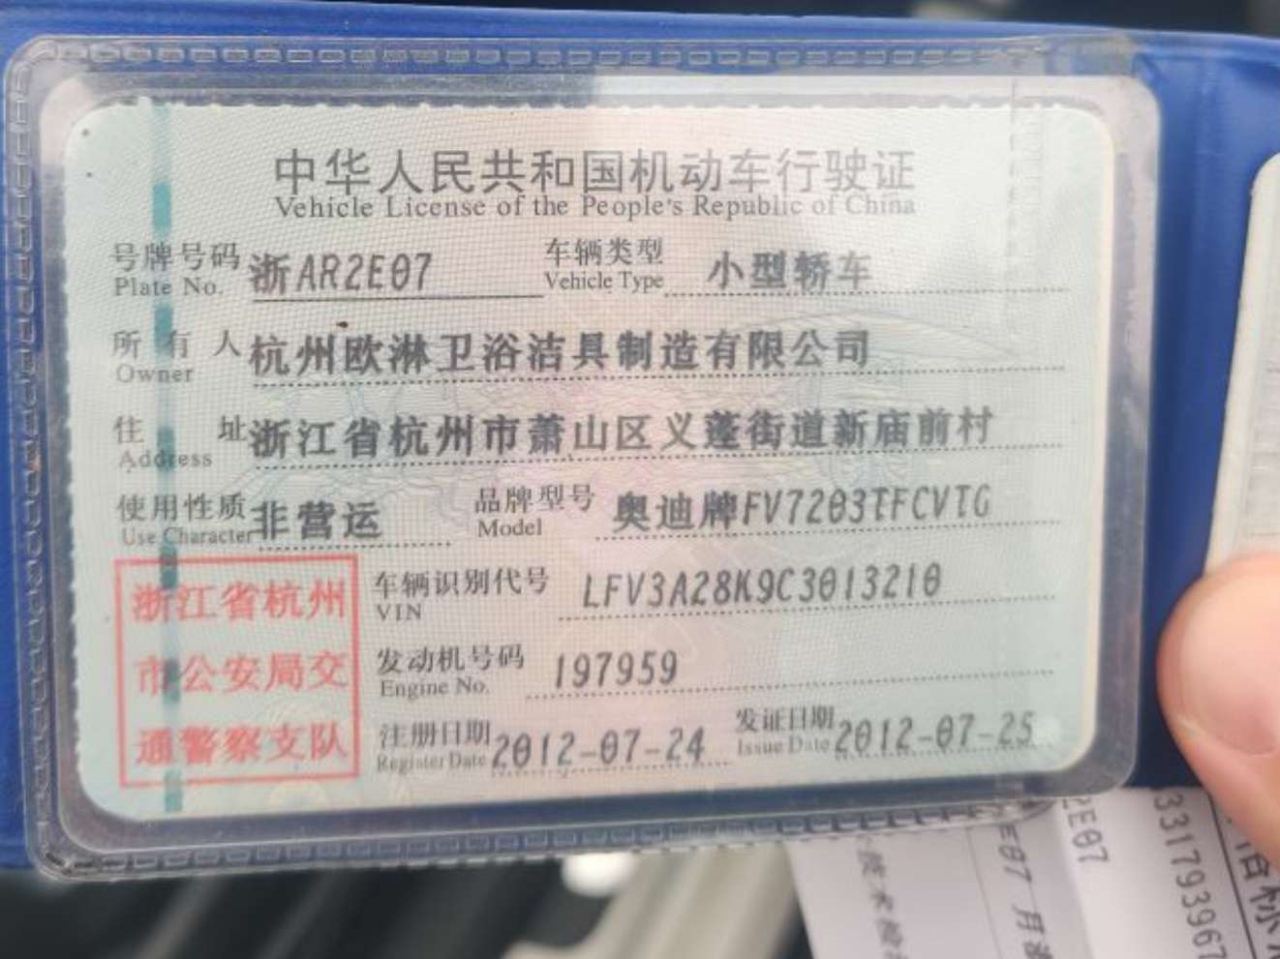 中华人民共和国机动车行驶证
Vehicle License of the People's Republic of China
号牌号码 浙AR2E07 车辆类型 小型轿车
Plate No. Vehicle Type
所有人 杭州欧淋卫浴洁具制造有限公司
Owner
住址 浙江省杭州市萧山区义蓬街道新庙前村
Address
使用性质 非营运 品牌型号 奥迪牌FV7203TFCVTG
Use Character Model
浙江省杭州
市公安局交
通警察支队
车辆识别代号 LFV3A28K9C3013210
VIN
发动机号码 197959
Engine No.
注册日期 2012-07-24 发证日期 2012-07-25
Register Date Issue Date
2E07
331793967